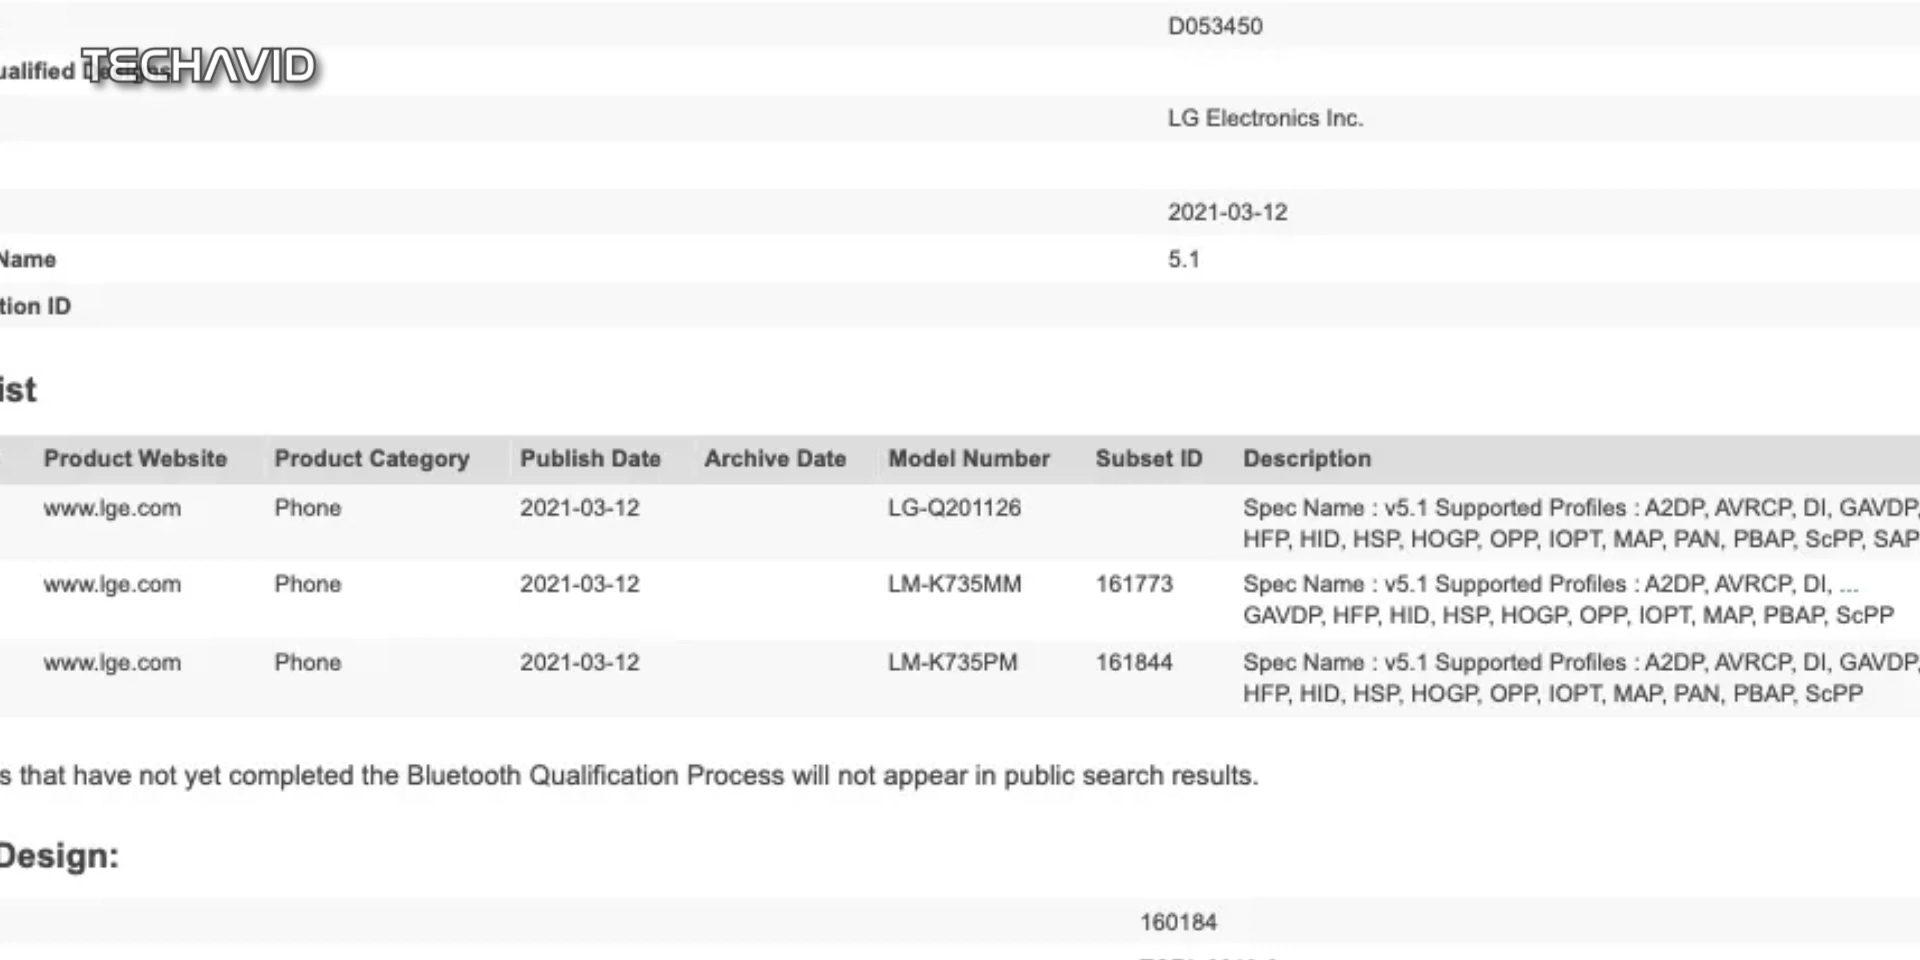 D053450
TECHAVID
ualified Designs
LG Electronics Inc.
2021-03-12
Name 5.1
tion ID
ist
Product Website Product Category Publish Date Archive Date Model Number Subset ID Description
www.lge.com Phone 2021-03-12 LG-Q201126 Spec Name : v5.1 Supported Profiles : A2DP, AVRCP, DI, GAVDP,
HFP, HID, HSP, HOGP, OPP, IOPT, MAP, PAN, PBAP, ScPP, SAP
www.lge.com Phone 2021-03-12 LM-K735MM 161773 Spec Name : v5.1 Supported Profiles : A2DP, AVRCP, DI, ...
GAVDP, HFP, HID, HSP, HOGP, OPP, IOPT, MAP, PBAP, ScPP
www.lge.com Phone 2021-03-12 LM-K735PM 161844 Spec Name : v5.1 Supported Profiles : A2DP, AVRCP, DI, GAVDP,
HFP, HID, HSP, HOGP, OPP, IOPT, MAP, PAN, PBAP, ScPP
s that have not yet completed the Bluetooth Qualification Process will not appear in public search results.
Design:
160184